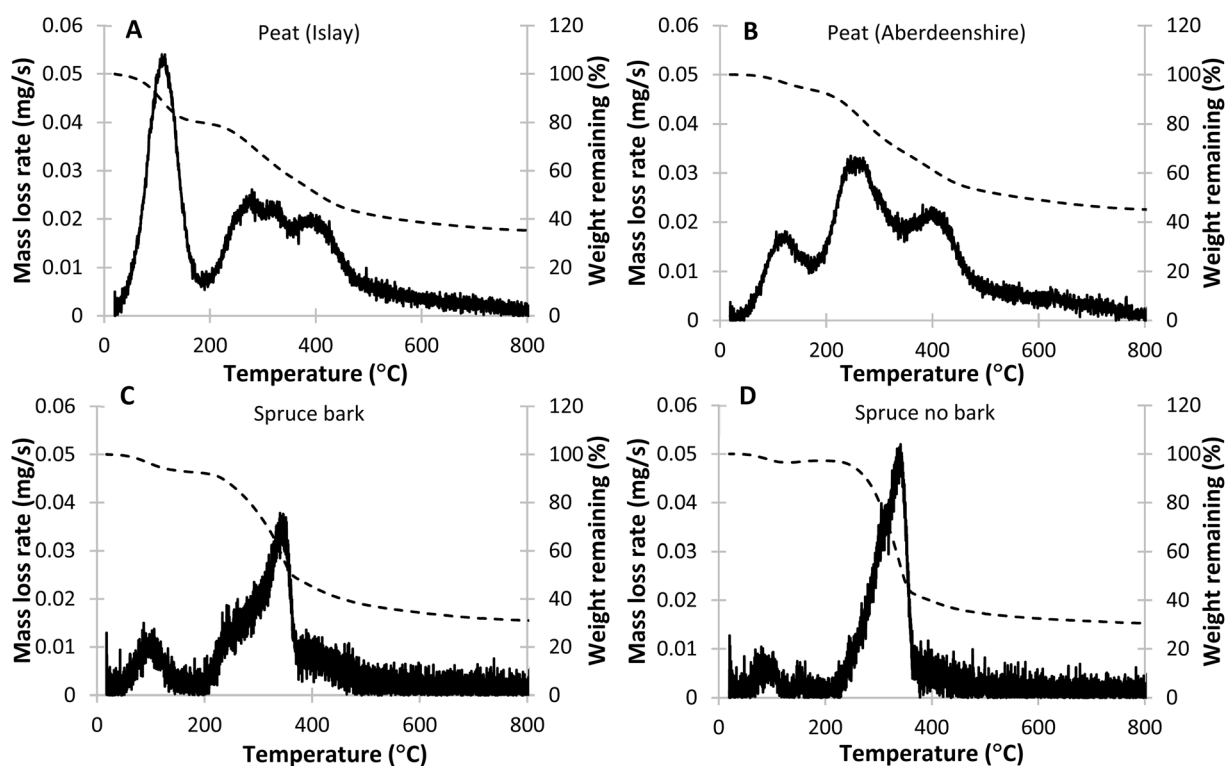 A
Peat (Islay)
Mass loss rate (mg/s)
0.06
0.05
0.04
0.03
0.02
0.01
0
120
100
80
60
40
20
0
Weight remaining (%)
0 200 400 600 800
Temperature (°C)
B
Peat (Aberdeenshire)
Mass loss rate (mg/s)
0.06
0.05
0.04
0.03
0.02
0.01
0
120
100
80
60
40
20
0
Weight remaining (%)
0 200 400 600 800
Temperature (°C)
C
Spruce bark
Mass loss rate (mg/s)
0.06
0.05
0.04
0.03
0.02
0.01
0
120
100
80
60
40
20
0
Weight remaining (%)
0 200 400 600 800
Temperature (°C)
D
Spruce no bark
Mass loss rate (mg/s)
0.06
0.05
0.04
0.03
0.02
0.01
0
120
100
80
60
40
20
0
Weight remaining (%)
0 200 400 600 800
Temperature (°C)